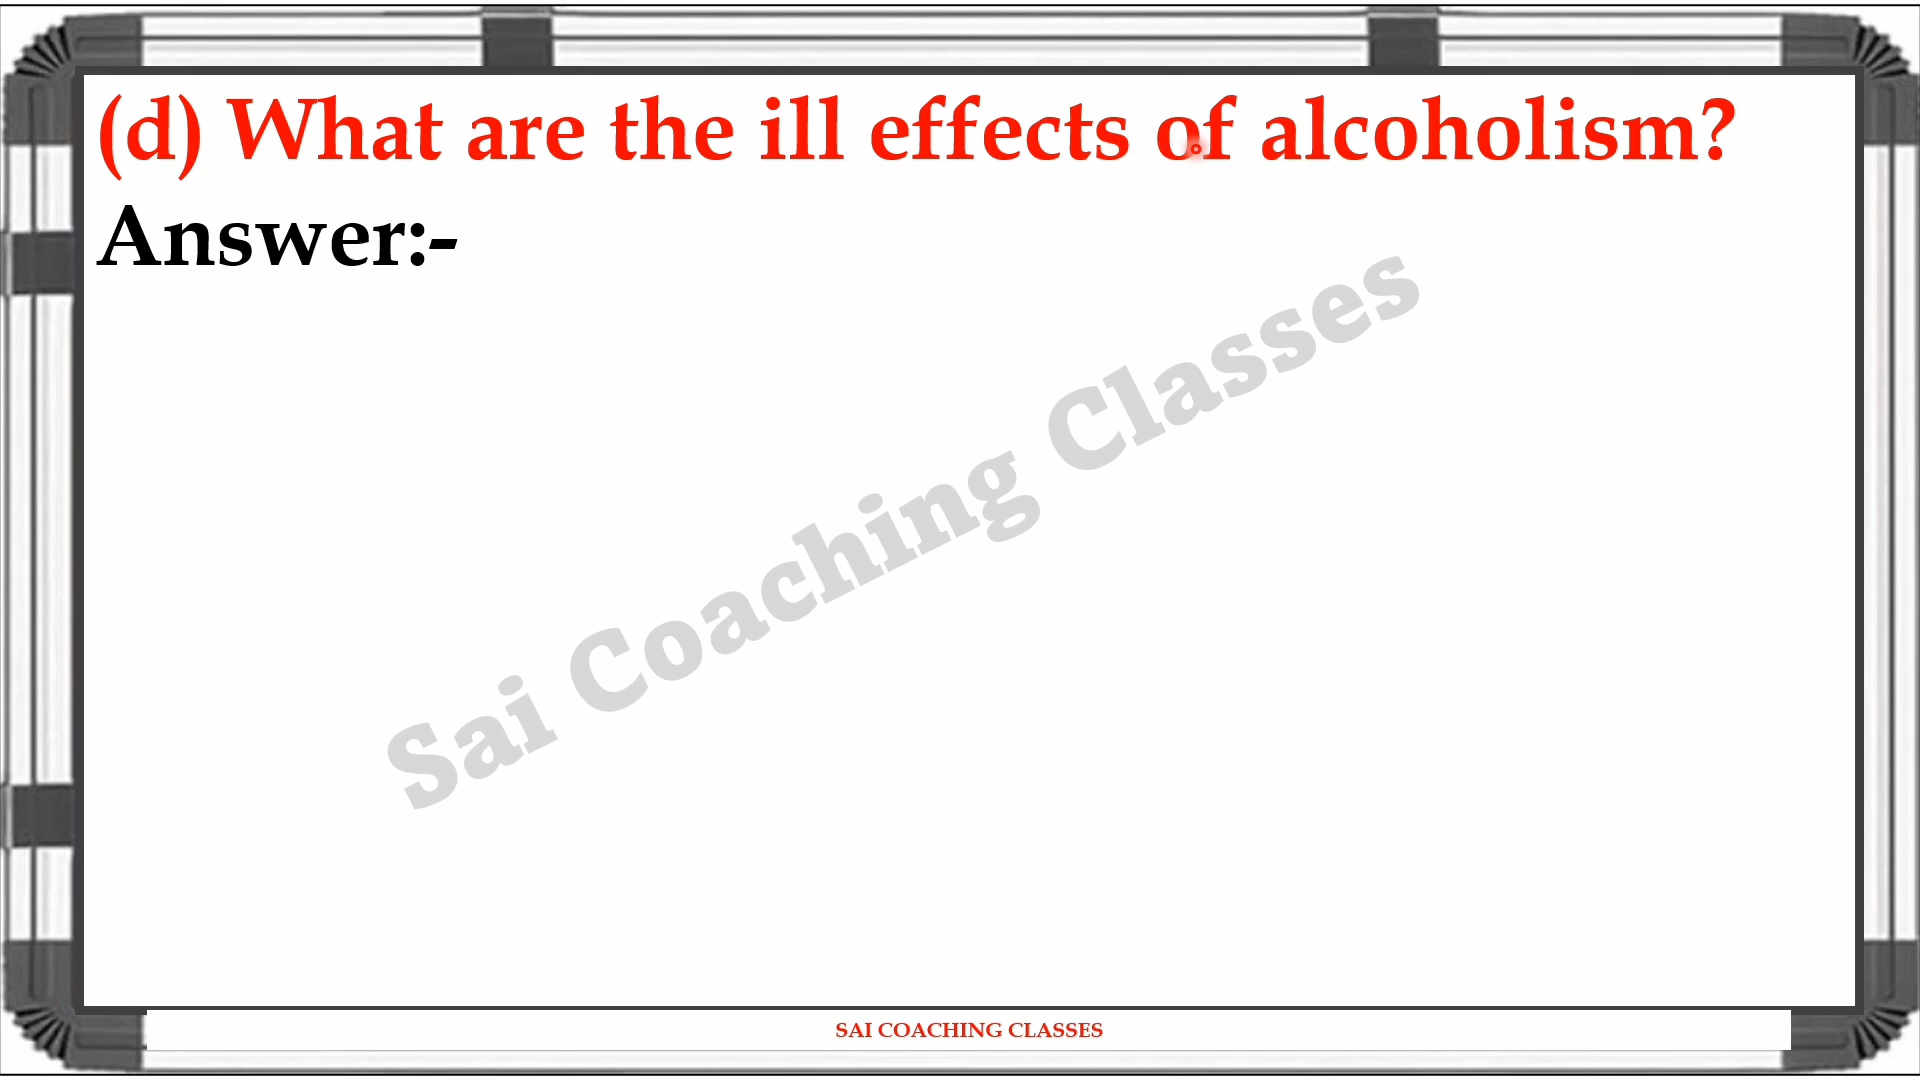 (d) What are the ill effects of alcoholism?
Answer:-
Sai Coaching Classes
SAI COACHING CLASSES